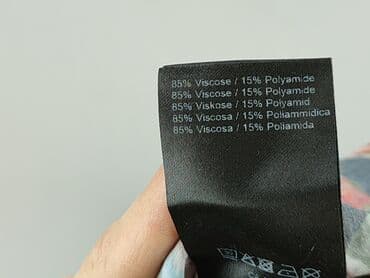 85% Viscose / 15% Polyamide
85% Viscose / 15% Polyamide
85% Viskose / 15% Polyamid
85% Viscosa / 15% Poliammidica
85% Viscosa / 15% Poliamida